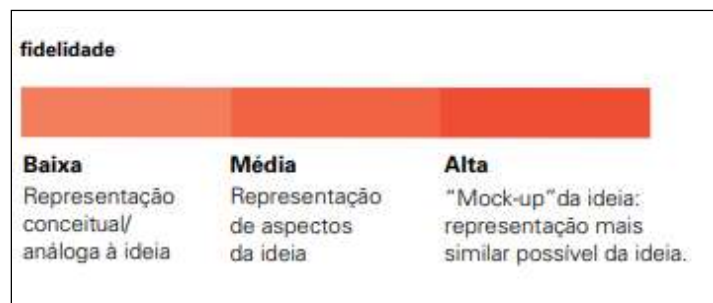 fidelidade
Baixa
Representação
conceitual/
análoga à ideia
Média
Representação
de aspectos
da ideia
Alta
"Mock-up"da ideia:
representação mais
similar possível da ideia.